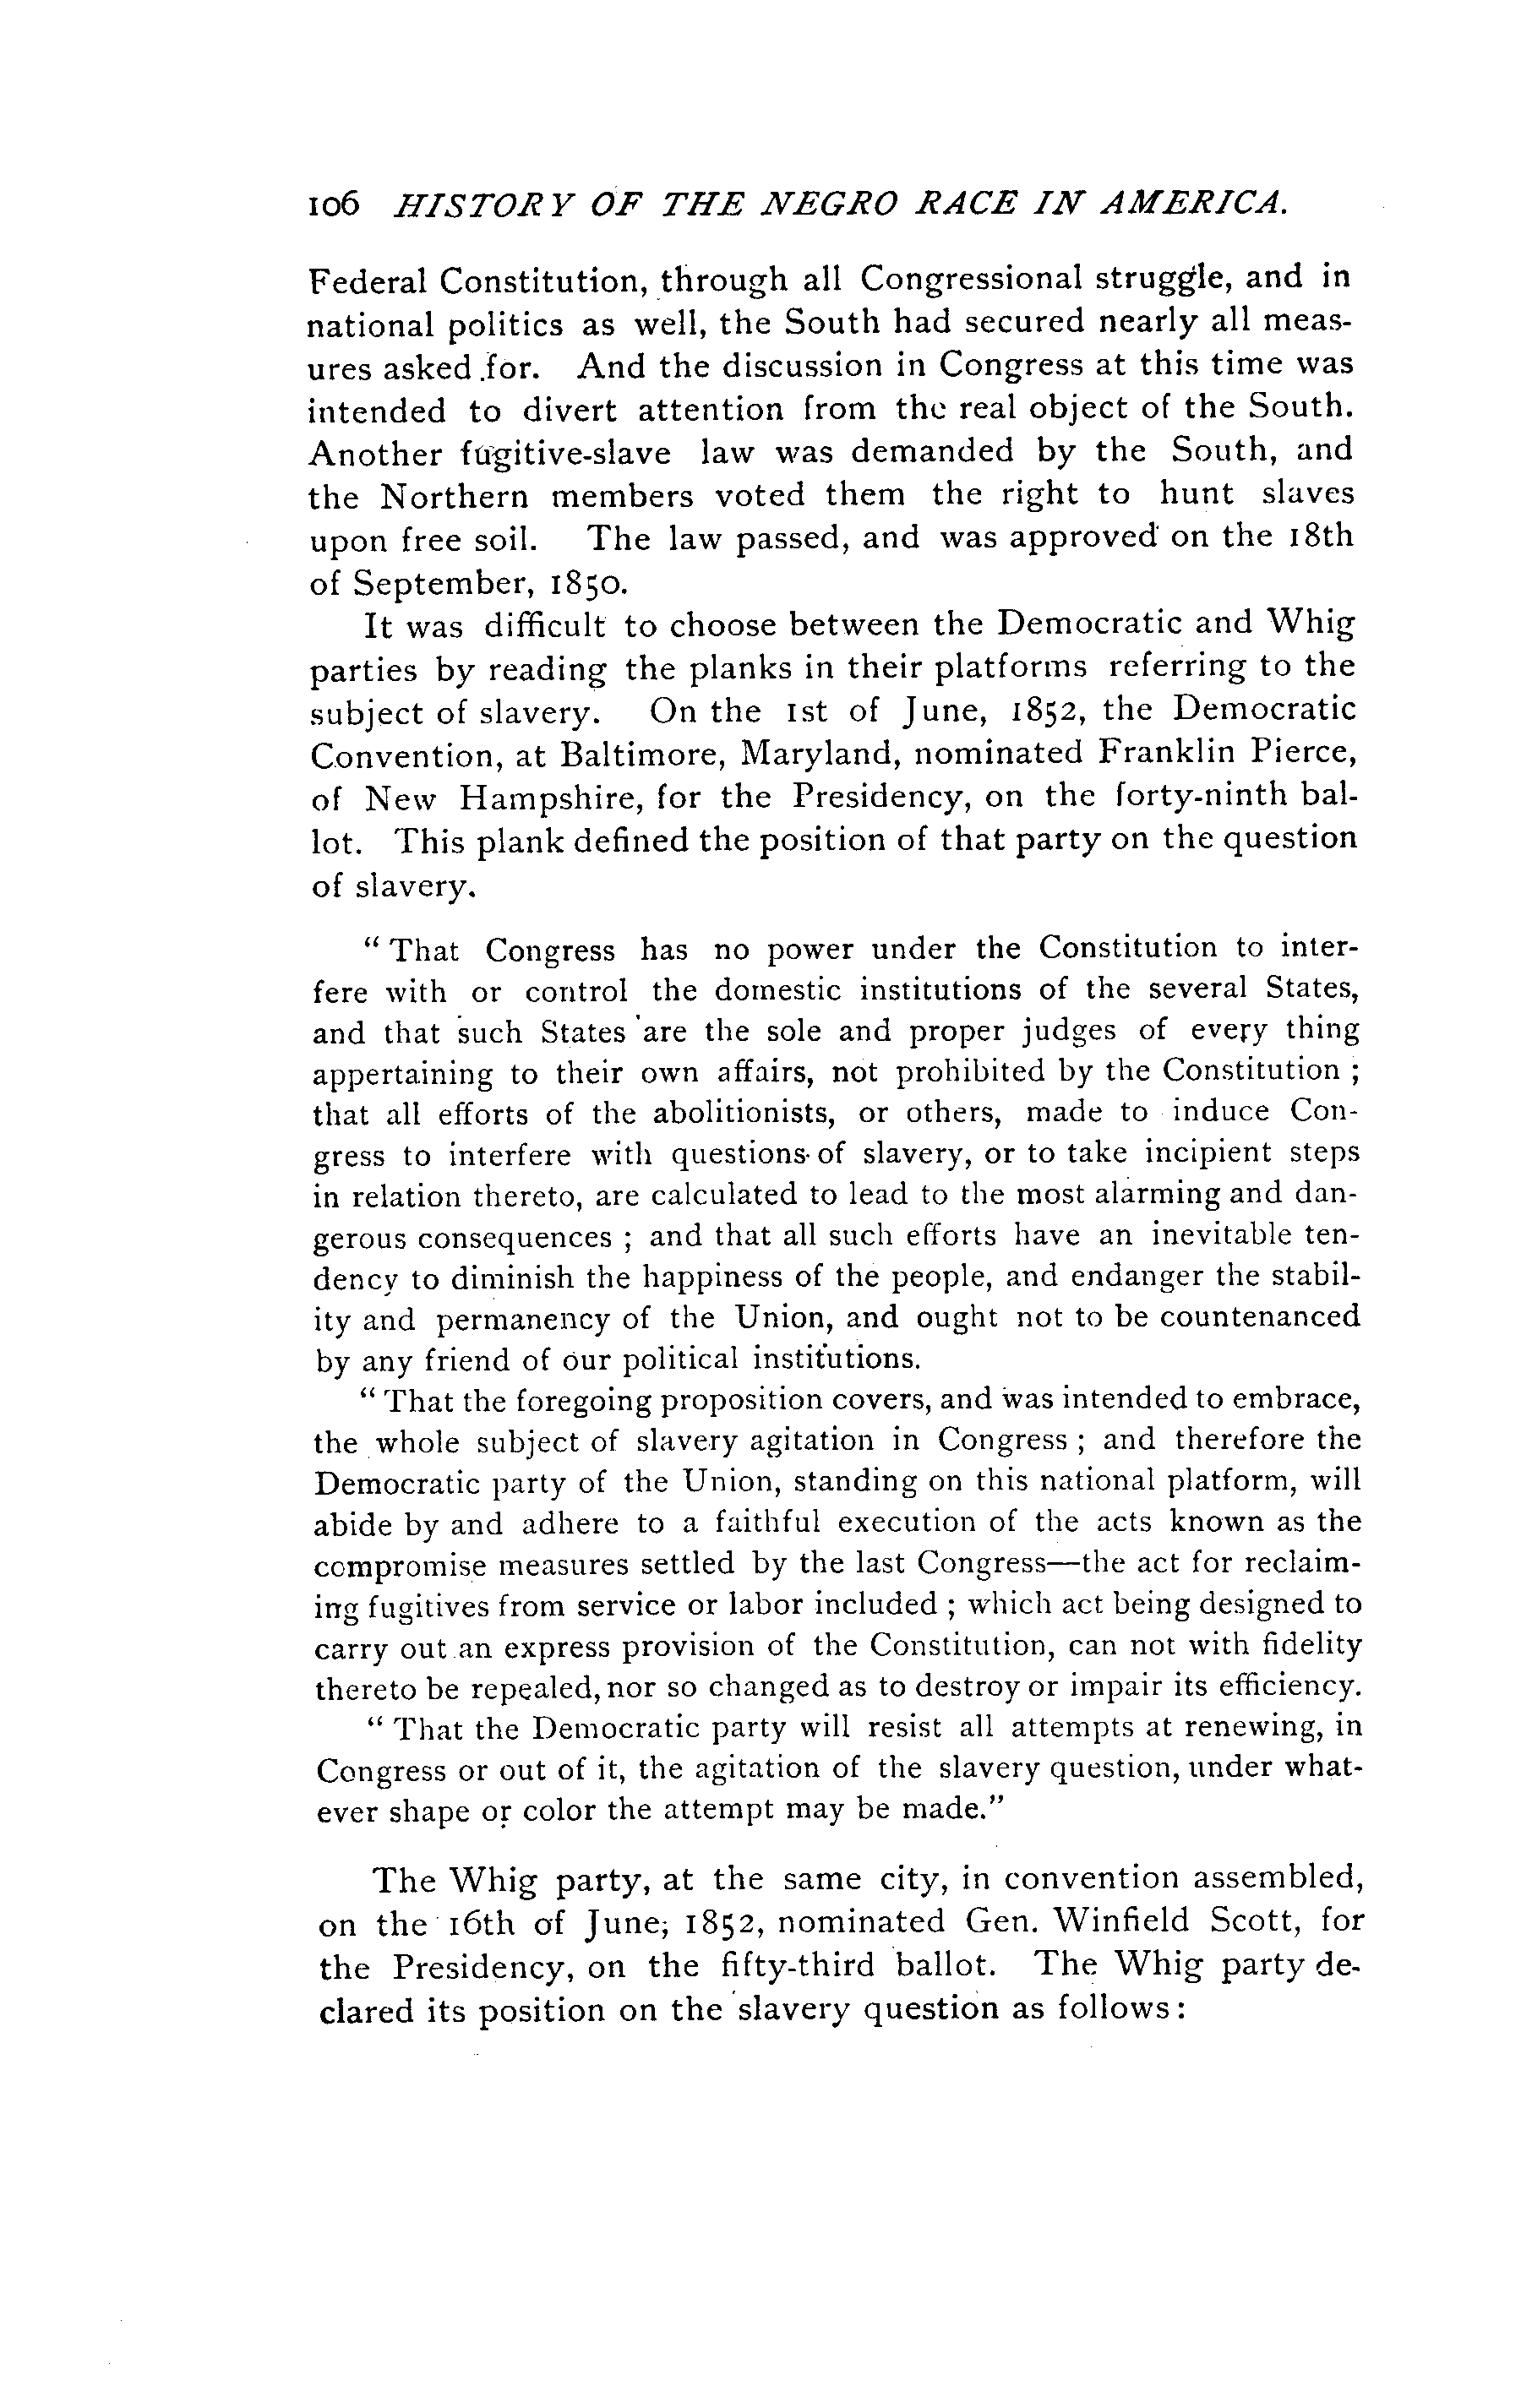 106 HISTORY OF THE NEGRO RACE IN AMERICA.
Federal Constitution, through all Congressional struggle, and in
national politics as well, the South had secured nearly all meas-
ures asked for. And the discussion in Congress at this time was
intended to divert attention from the real object of the South.
Another fugitive-slave law was demanded by the South, and
the Northern members voted them the right to hunt slaves
upon free soil. The law passed, and was approved on the 18th
of September, 1850.
It was difficult to choose between the Democratic and Whig
parties by reading the planks in their platforms referring to the
subject of slavery. On the 1st of June, 1852, the Democratic
Convention, at Baltimore, Maryland, nominated Franklin Pierce,
of New Hampshire, for the Presidency, on the forty-ninth bal-
lot. This plank defined the position of that party on the question
of slavery.
“ That Congress has no power under the Constitution to inter-
fere with or control the domestic institutions of the several States,
and that such States are the sole and proper judges of every thing
appertaining to their own affairs, not prohibited by the Constitution ;
that all efforts of the abolitionists, or others, made to induce Con-
gress to interfere with questions of slavery, or to take incipient steps
in relation thereto, are calculated to lead to the most alarming and dan-
gerous consequences ; and that all such efforts have an inevitable ten-
dency to diminish the happiness of the people, and endanger the stabil-
ity and permanency of the Union, and ought not to be countenanced
by any friend of our political institutions.
“ That the foregoing proposition covers, and was intended to embrace,
the whole subject of slavery agitation in Congress ; and therefore the
Democratic party of the Union, standing on this national platform, will
abide by and adhere to a faithful execution of the acts known as the
compromise measures settled by the last Congress—the act for reclaim-
ing fugitives from service or labor included ; which act being designed to
carry out an express provision of the Constitution, can not with fidelity
thereto be repealed, nor so changed as to destroy or impair its efficiency.
“ That the Democratic party will resist all attempts at renewing, in
Congress or out of it, the agitation of the slavery question, under what-
ever shape or color the attempt may be made.”
The Whig party, at the same city, in convention assembled,
on the 16th of June, 1852, nominated Gen. Winfield Scott, for
the Presidency, on the fifty-third ballot. The Whig party de-
clared its position on the slavery question as follows: